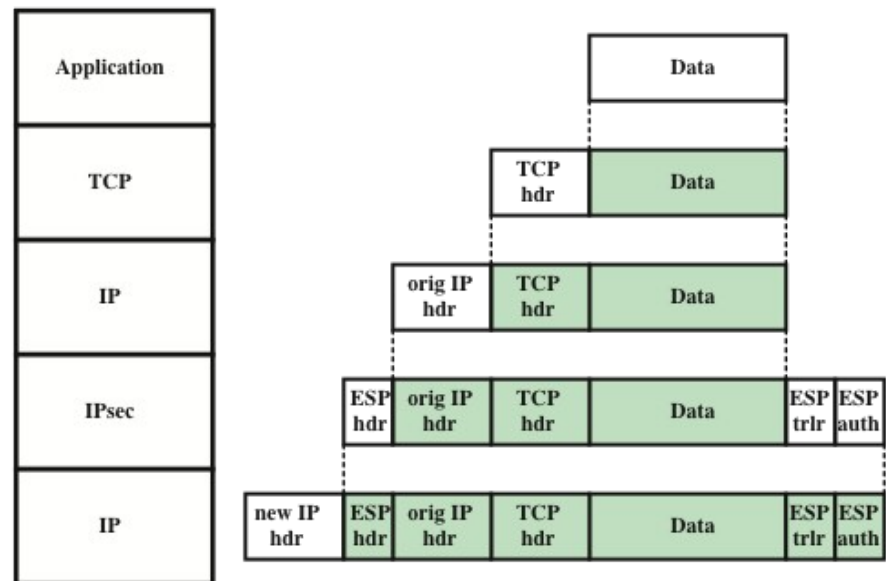 Application
Data
TCP
TCP
hdr
Data
IP
orig IP
hdr
TCP
hdr
Data
IPsec
ESP
hdr
orig IP
hdr
TCP
hdr
Data
ESP
trlr
ESP
auth
IP
new IP
hdr
ESP
hdr
orig IP
hdr
TCP
hdr
Data
ESP
trlr
ESP
auth